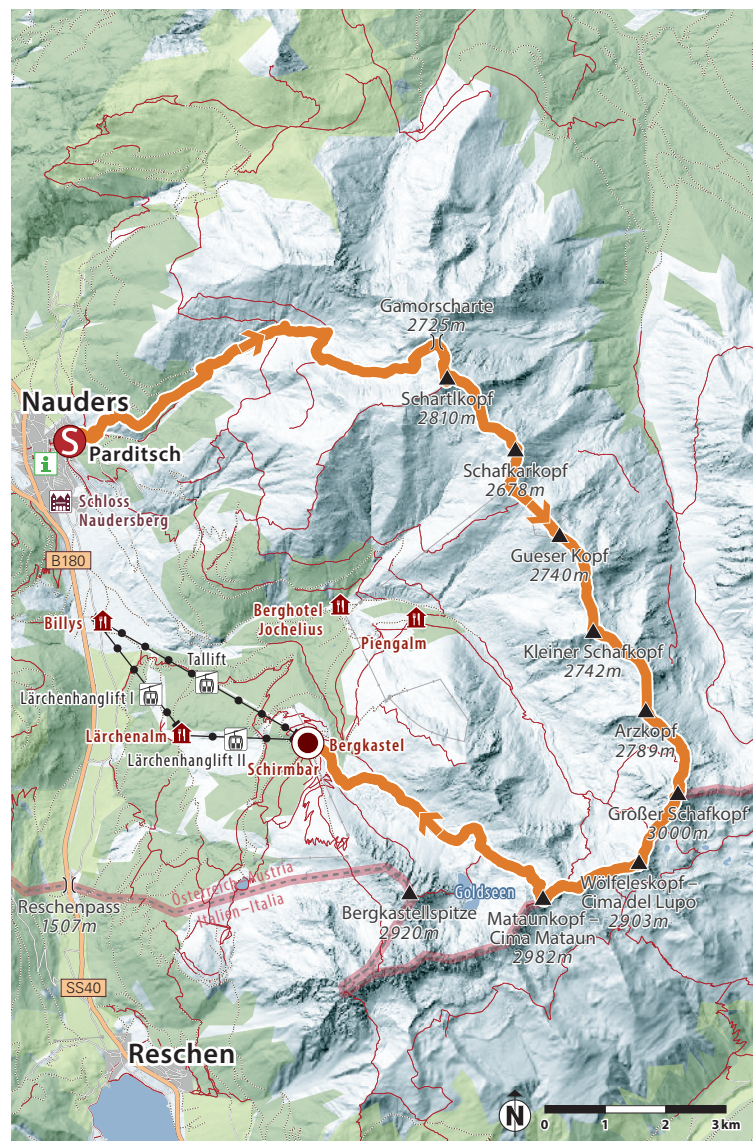 Gamorscharte
2725m
Nauders
S
Parditsch
i
Schartlkopf
2810m
Schloss
Naudersberg
Schafkarkopf
2678m
B180
Gueser Kopf
2740m
Berghotel
Jochelius
Billys
Piengalm
Kleiner Schafkopf
2742m
Tallift
Lärchenhanglift I
Arzkopf
2789m
Lärchenalm
Bergkastel
Lärchenhanglift II
Schirmbar
Großer Schafkopf
3000m
Österreich–Austria
Italien–Italia
Wölfeleskopf –
Cima del Lupo
2903m
Goldseen
Reschenpass
1507m
Bergkastellspitze
2920m
Mataunkopf –
Cima Mataun
2982m
SS40
Reschen
N
0 1 2 3km